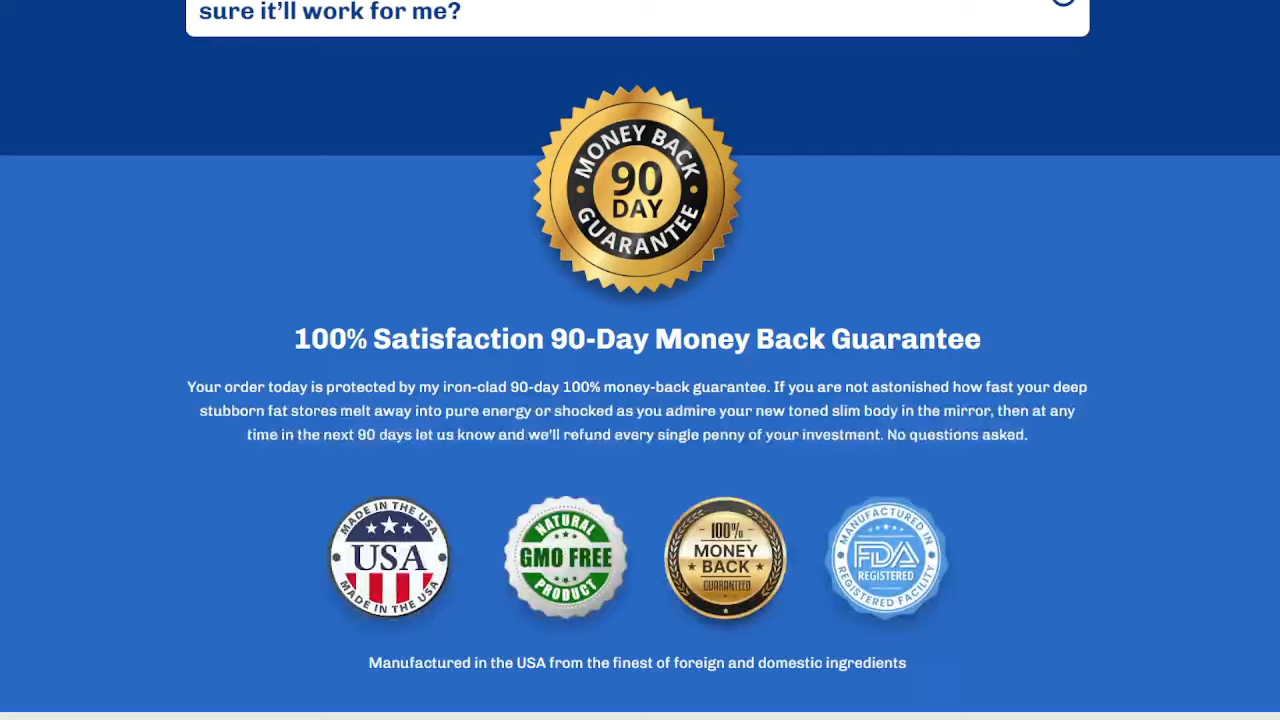 sure it’ll work for me?
MONEY BACK
90
DAY
GUARANTEE
100% Satisfaction 90-Day Money Back Guarantee
Your order today is protected by my iron-clad 90-day 100% money-back guarantee. If you are not astonished how fast your deep
stubborn fat stores melt away into pure energy or shocked as you admire your new toned slim body in the mirror, then at any
time in the next 90 days let us know and we'll refund every single penny of your investment. No questions asked.
MADE IN THE USA
USA
MADE IN THE USA
NATURAL
GMO FREE
PRODUCT
100%
MONEY
BACK
GUARANTEED
MANUFACTURED IN
FDA
REGISTERED
REGISTERED FACILITY
Manufactured in the USA from the finest of foreign and domestic ingredients